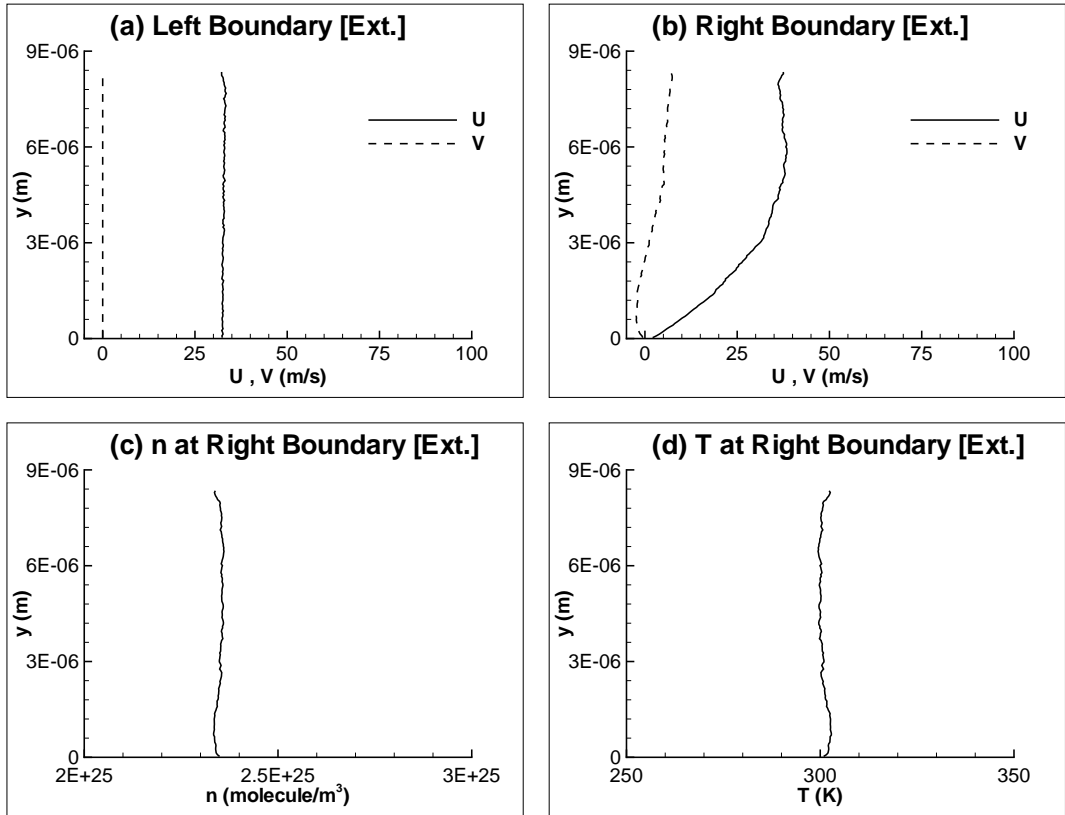 (a) Left Boundary [Ext.]
9E-06
6E-06
3E-06
0
y (m)
U
V
0 25 50 75 100
U , V (m/s)
(b) Right Boundary [Ext.]
9E-06
6E-06
3E-06
0
y (m)
U
V
0 25 50 75 100
U , V (m/s)
(c) n at Right Boundary [Ext.]
9E-06
6E-06
3E-06
0
y (m)
2E+25 2.5E+25 3E+25
n (molecule/m³)
(d) T at Right Boundary [Ext.]
9E-06
6E-06
3E-06
0
y (m)
250 300 350
T (K)